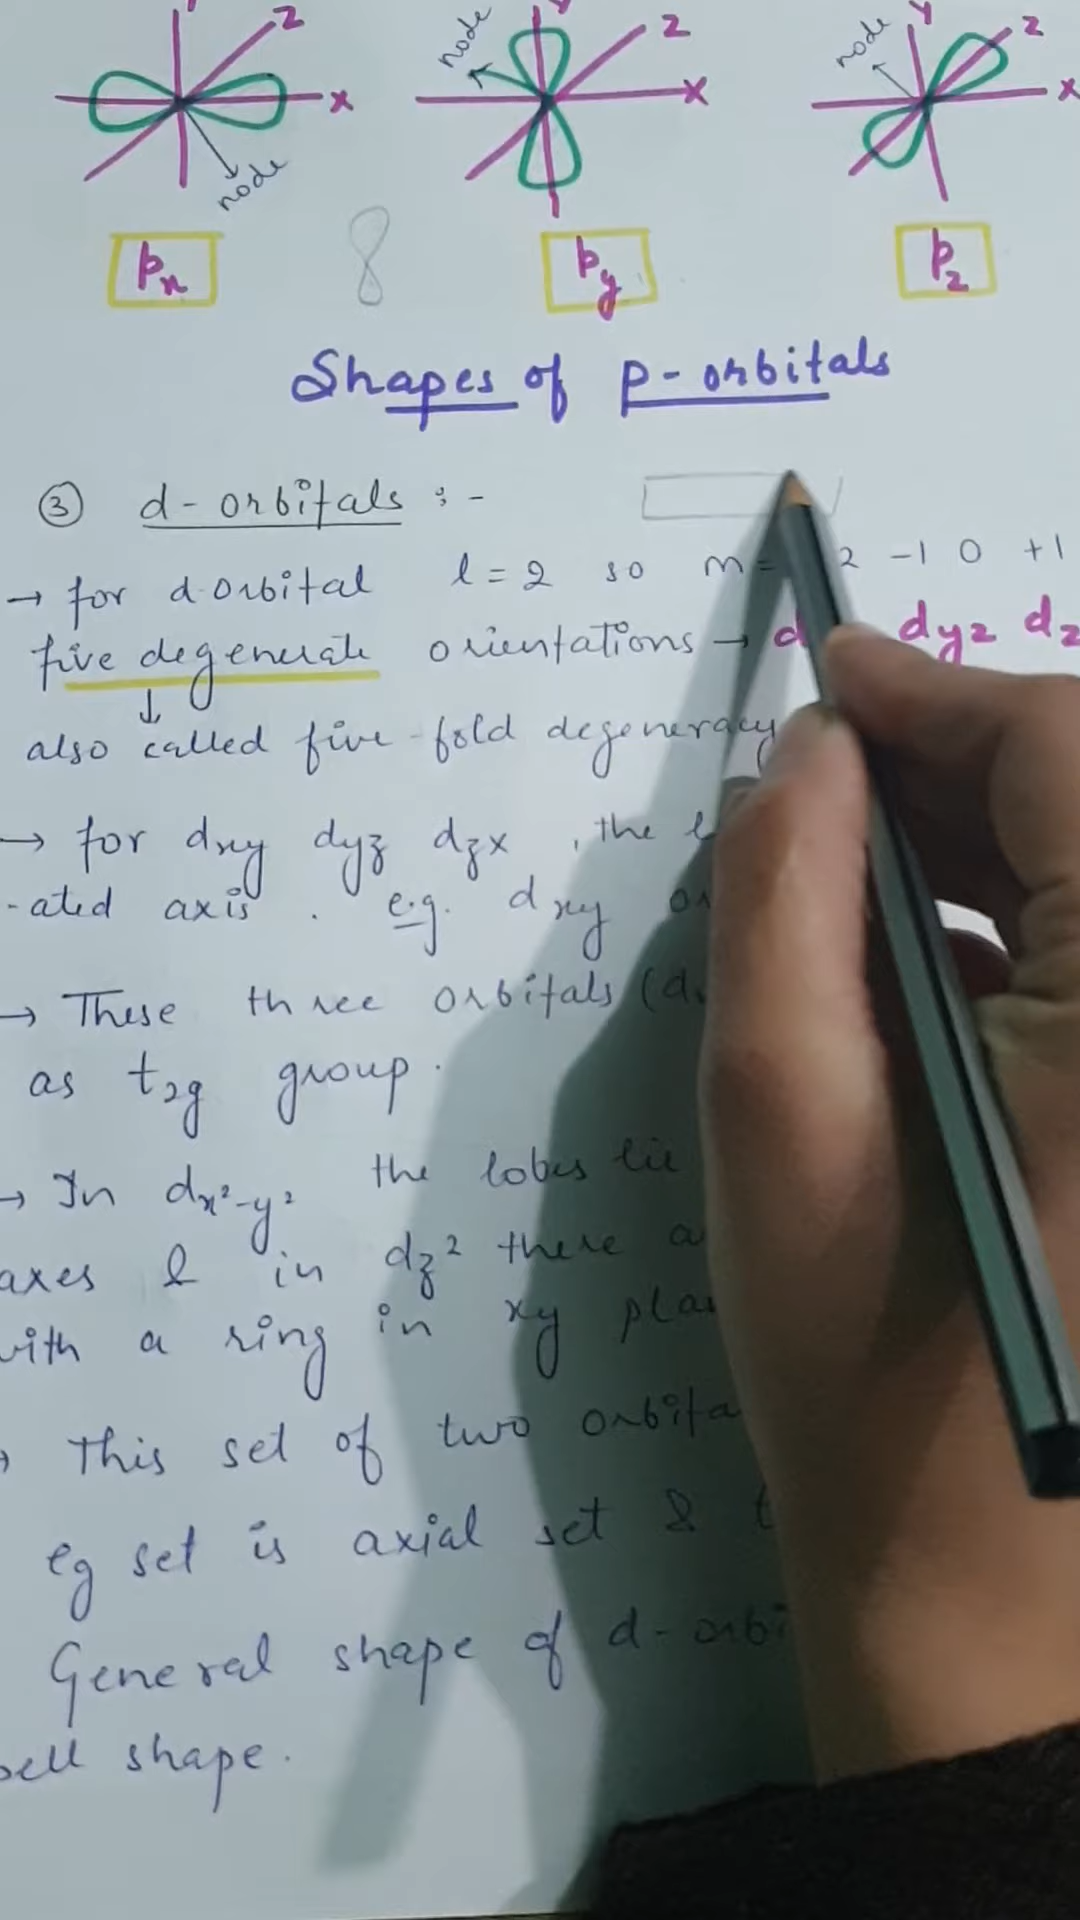 Y Z X node
node Y Z X
node Y Z X
px py pz
Shapes of p-orbitals
③ d-orbitals :-
→ for d-orbital l = 2 so m = 2 -1 0 +1
five degenerate orientations → d dyz dz
↓
also called five-fold degeneracy
→ for dxy dyz dzx , the
-ated axis . e.g. dxy
→ These three orbitals (d
as t2g group.
→ In dx²-y² the lobes lie
axes & in dz² there
with a ring in xy
→ This set of two
eg set is axial set &
General shape of d-
bell shape.